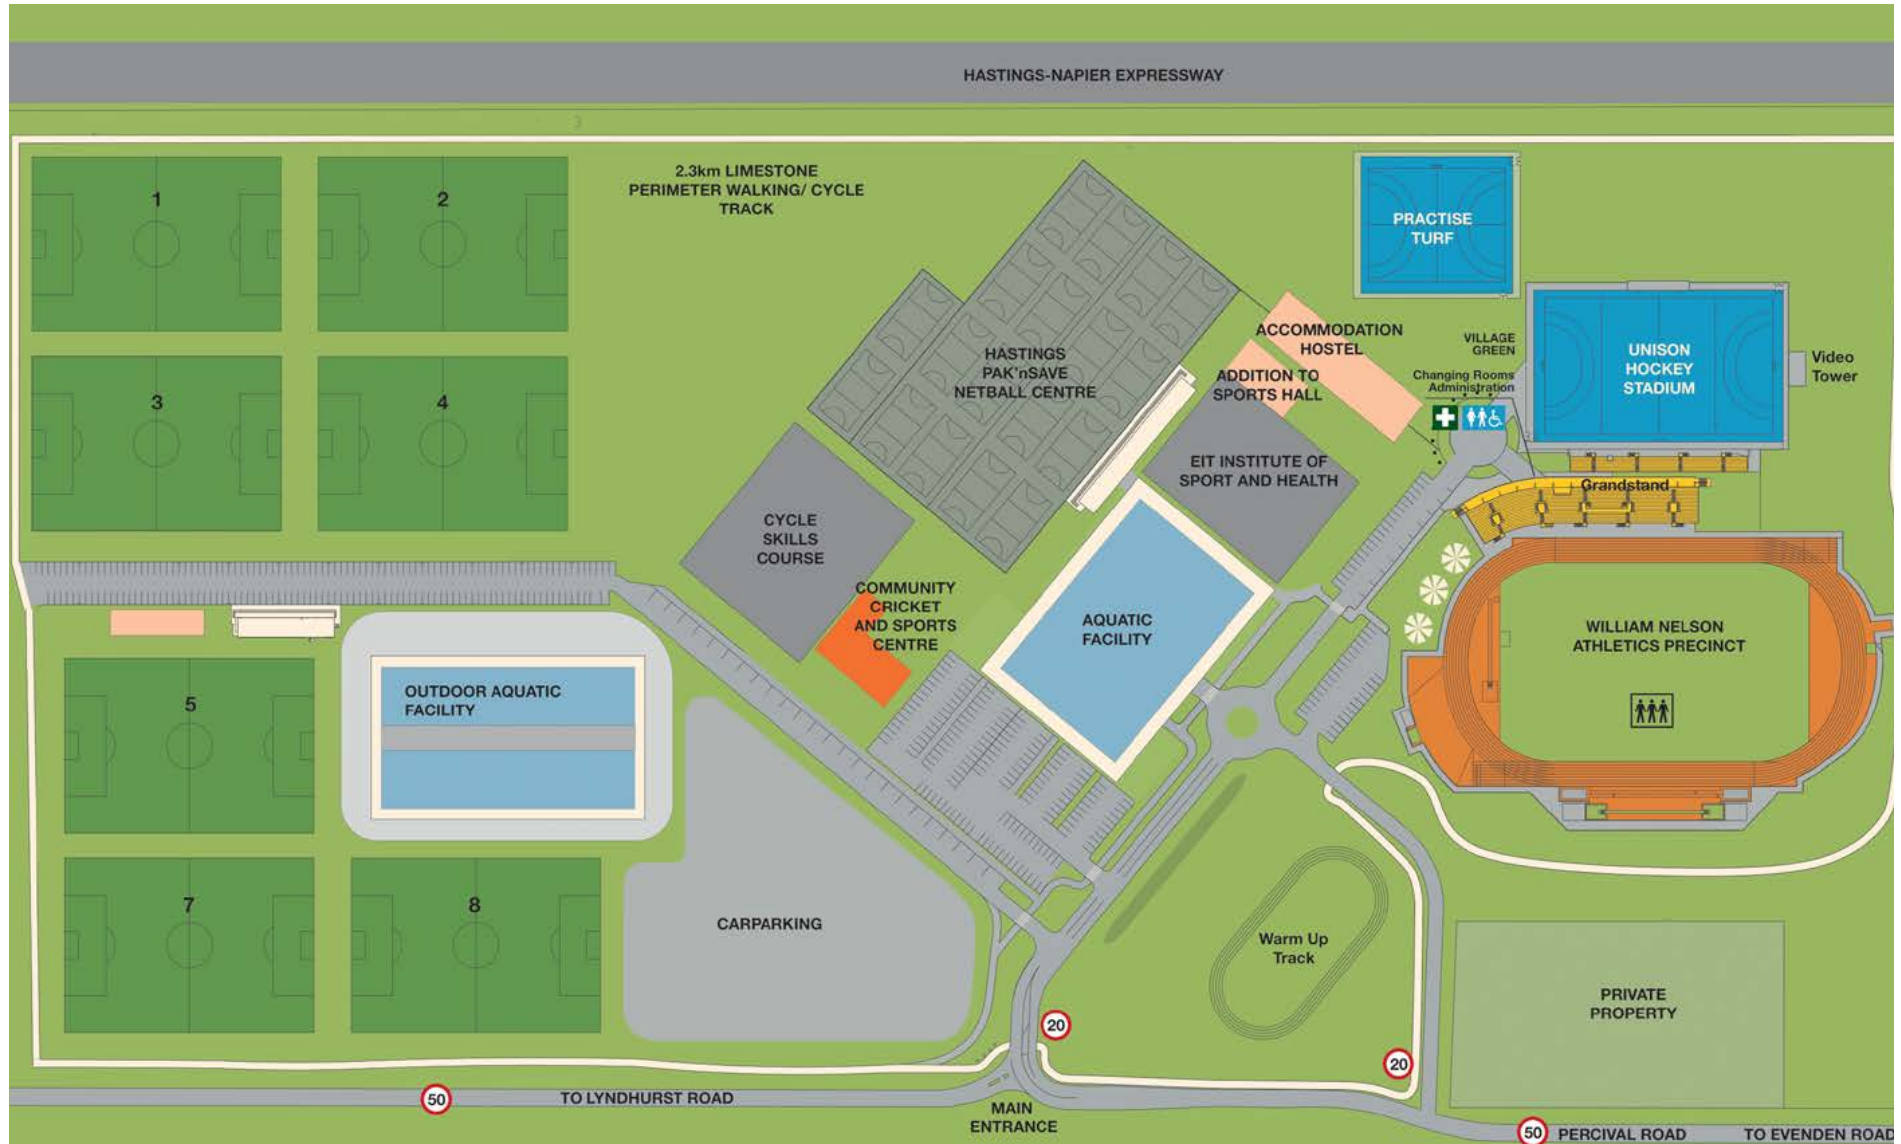 HASTINGS-NAPIER EXPRESSWAY
1
2
2.3km LIMESTONE
PERIMETER WALKING/ CYCLE
TRACK
PRACTISE
TURF
3
4
HASTINGS
PAK'nSAVE
NETBALL CENTRE
ACCOMMODATION
HOSTEL
ADDITION TO
SPORTS HALL
VILLAGE
GREEN
Changing Rooms
Administration
UNISON
HOCKEY
STADIUM
Video
Tower
EIT INSTITUTE OF
SPORT AND HEALTH
Grandstand
CYCLE
SKILLS
COURSE
COMMUNITY
CRICKET
AND SPORTS
CENTRE
AQUATIC
FACILITY
WILLIAM NELSON
ATHLETICS PRECINCT
5
OUTDOOR AQUATIC
FACILITY
7
8
CARPARKING
Warm Up
Track
PRIVATE
PROPERTY
20
20
50
TO LYNDHURST ROAD
MAIN
ENTRANCE
50
PERCIVAL ROAD
TO EVENDEN ROAD